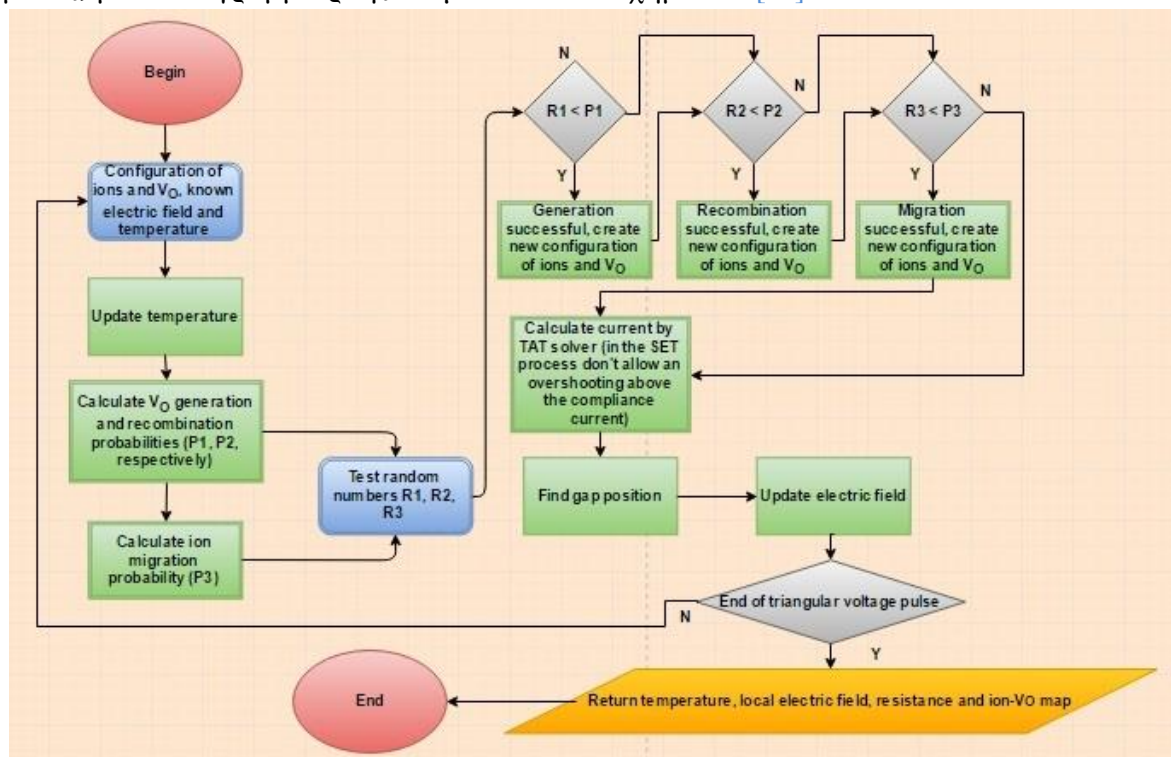 Begin
Configuration of
ions and VO, known
electric field and
temperature
Update temperature
Calculate VO generation
and recombination
probabilities (P1, P2,
respectively)
Calculate ion
migration
probability (P3)
Test random
numbers R1, R2,
R3
N
R1 < P1
Y
Generation
successful, create
new configuration
of ions and VO
N
R2 < P2
Y
Recombination
successful, create
new configuration
of ions and VO
N
R3 < P3
Y
Migration
successful, create
new configuration
of ions and VO
Calculate current by
TAT solver (in the SET
process don't allow an
overshooting above
the compliance
current)
Find gap position
Update electric field
End of triangular voltage pulse
N
Y
Return temperature, local electric field, resistance and ion-VO map
End